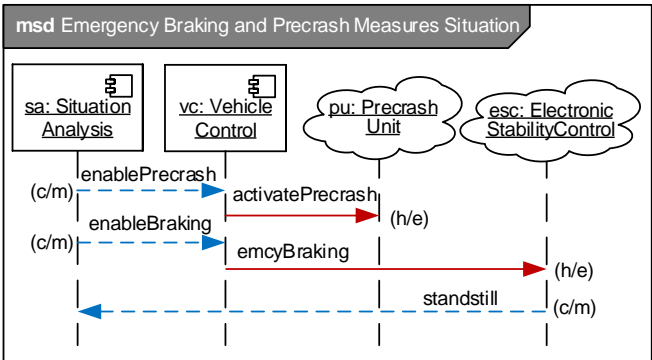 msd Emergency Braking and Precrash Measures Situation
sa: Situation
Analysis
vc: Vehicle
Control
pu: Precrash
Unit
esc: Electronic
StabilityControl
enablePrecrash
(c/m)
activatePrecrash
(h/e)
enableBraking
(c/m)
emcyBraking
(h/e)
standstill
(c/m)